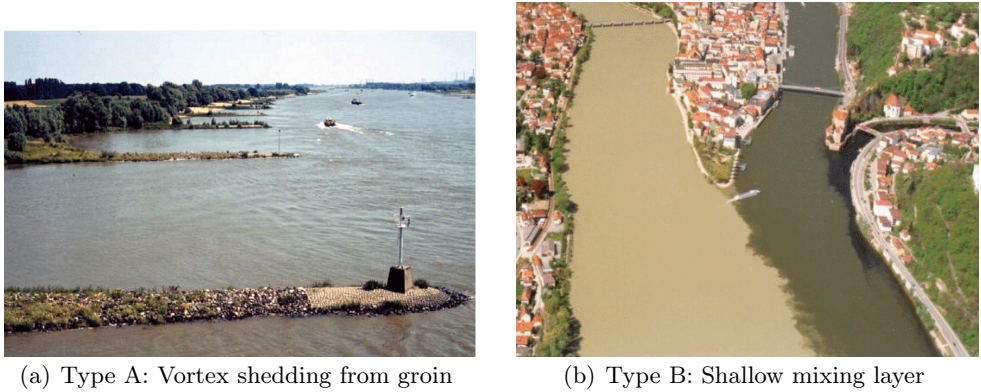 (a) Type A: Vortex shedding from groin
(b) Type B: Shallow mixing layer